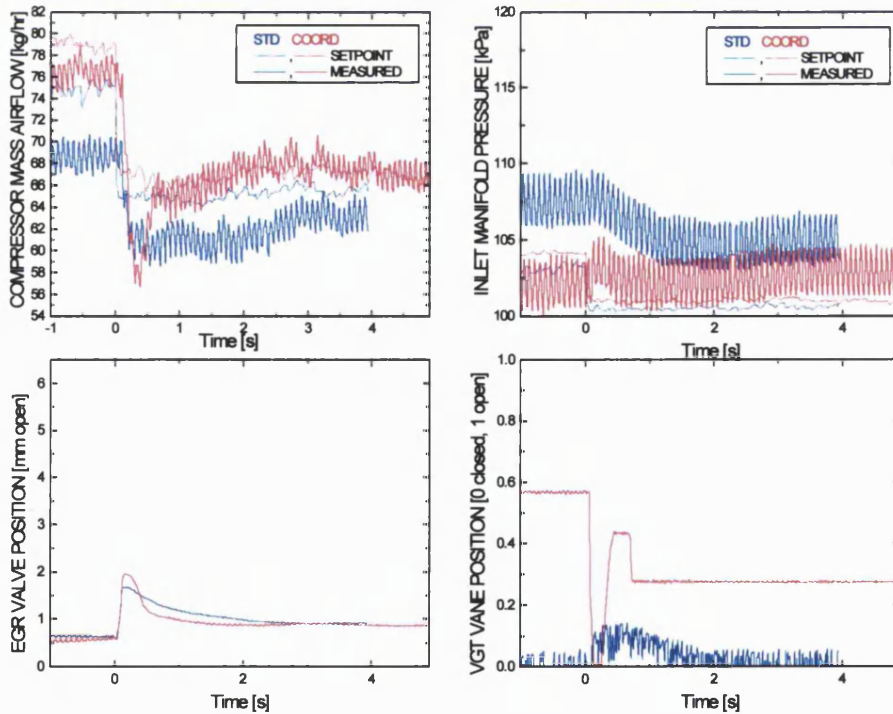 COMPRESSOR MASS AIRFLOW [kg/hr]
82
80
78
76
74
72
70
68
66
64
62
60
58
56
54
-1 0 1 2 3 4
Time [s]
STD COORD
, SETPOINT
, MEASURED
INLET MANIFOLD PRESSURE [kPa]
120
115
110
105
100
0 2 4
Time [s]
STD COORD
, SETPOINT
, MEASURED
EGR VALVE POSITION [mm open]
6
5
4
3
2
1
0
0 2 4
Time [s]
VGT VANE POSITION [0 closed, 1 open]
1.0
0.8
0.6
0.4
0.2
0.0
0 2 4
Time [s]